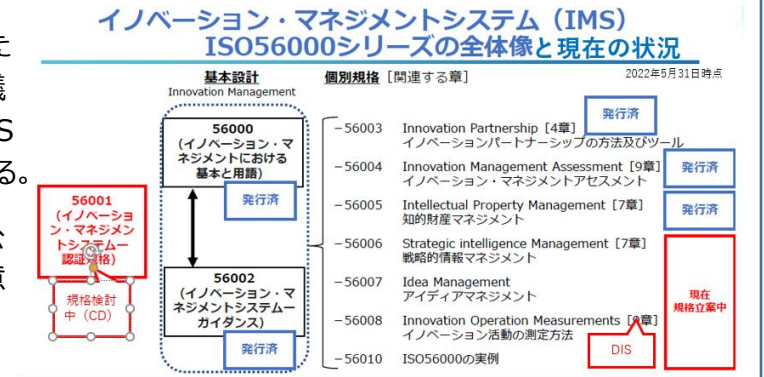 イノベーション・マネジメントシステム（IMS）
ISO56000シリーズの全体像と現在の状況
2022年5月31日時点
基本設計
Innovation Management
個別規格［関連する章］
56000
（イノベーション・マ
ネジメントにおける
基本と用語）
発行済
56001
（イノベーショ
ン・マネジメン
トシステムー
認証規格）
規格検討
中（CD）
56002
（イノベーション・マ
ネジメントシステムー
ガイダンス）
発行済
－56003 Innovation Partnership［4章］
イノベーションパートナーシップの方法及びツール
発行済
－56004 Innovation Management Assessment［9章］
イノベーション・マネジメントアセスメント
発行済
－56005 Intellectual Property Management［7章］
知的財産マネジメント
発行済
－56006 Strategic intelligence Management［7章］
戦略的情報マネジメント
－56007 Idea Management
アイディアマネジメント
－56008 Innovation Operation Measurements［9章］
イノベーション活動の測定方法
DIS
－56010 ISO56000の実例
現在
規格立案中
る。